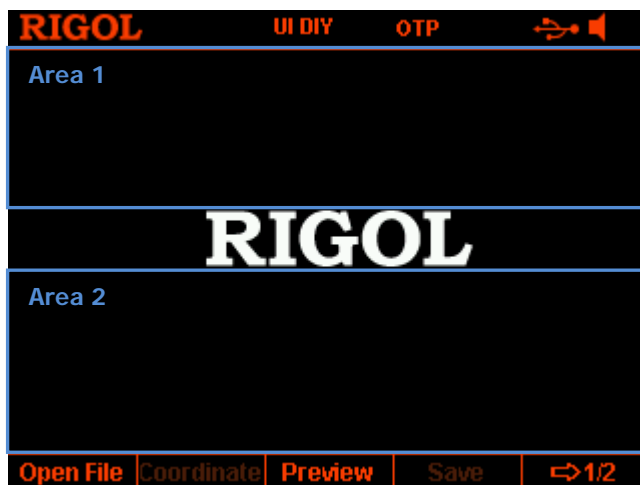 RIGOL UI DIY OTP
Area 1
RIGOL
Area 2
Open File Coordinate Preview Save 1/2